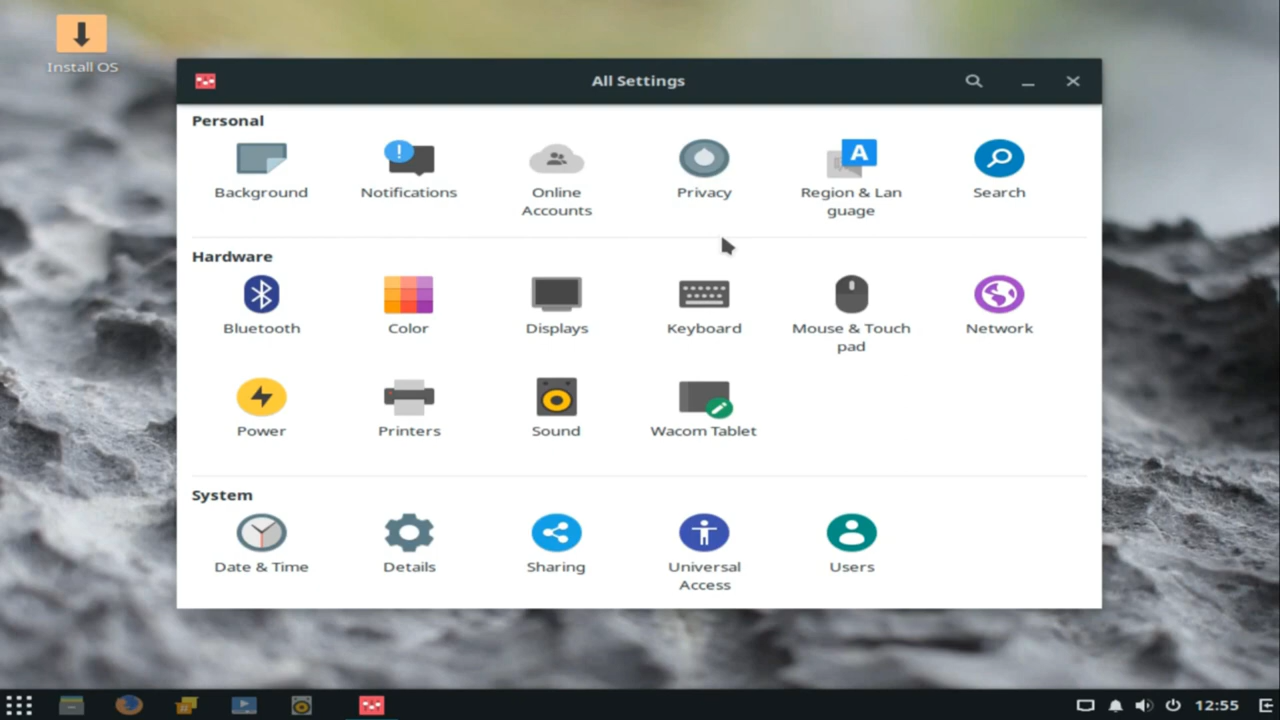 Install OS
All Settings
Personal
Background
Notifications
Online
Accounts
Privacy
A
Region & Lan
guage
Search
Hardware
Bluetooth
Color
Displays
Keyboard
Mouse & Touch
pad
Network
Power
Printers
Sound
Wacom Tablet
System
Date & Time
Details
Sharing
Universal
Access
Users
12:55